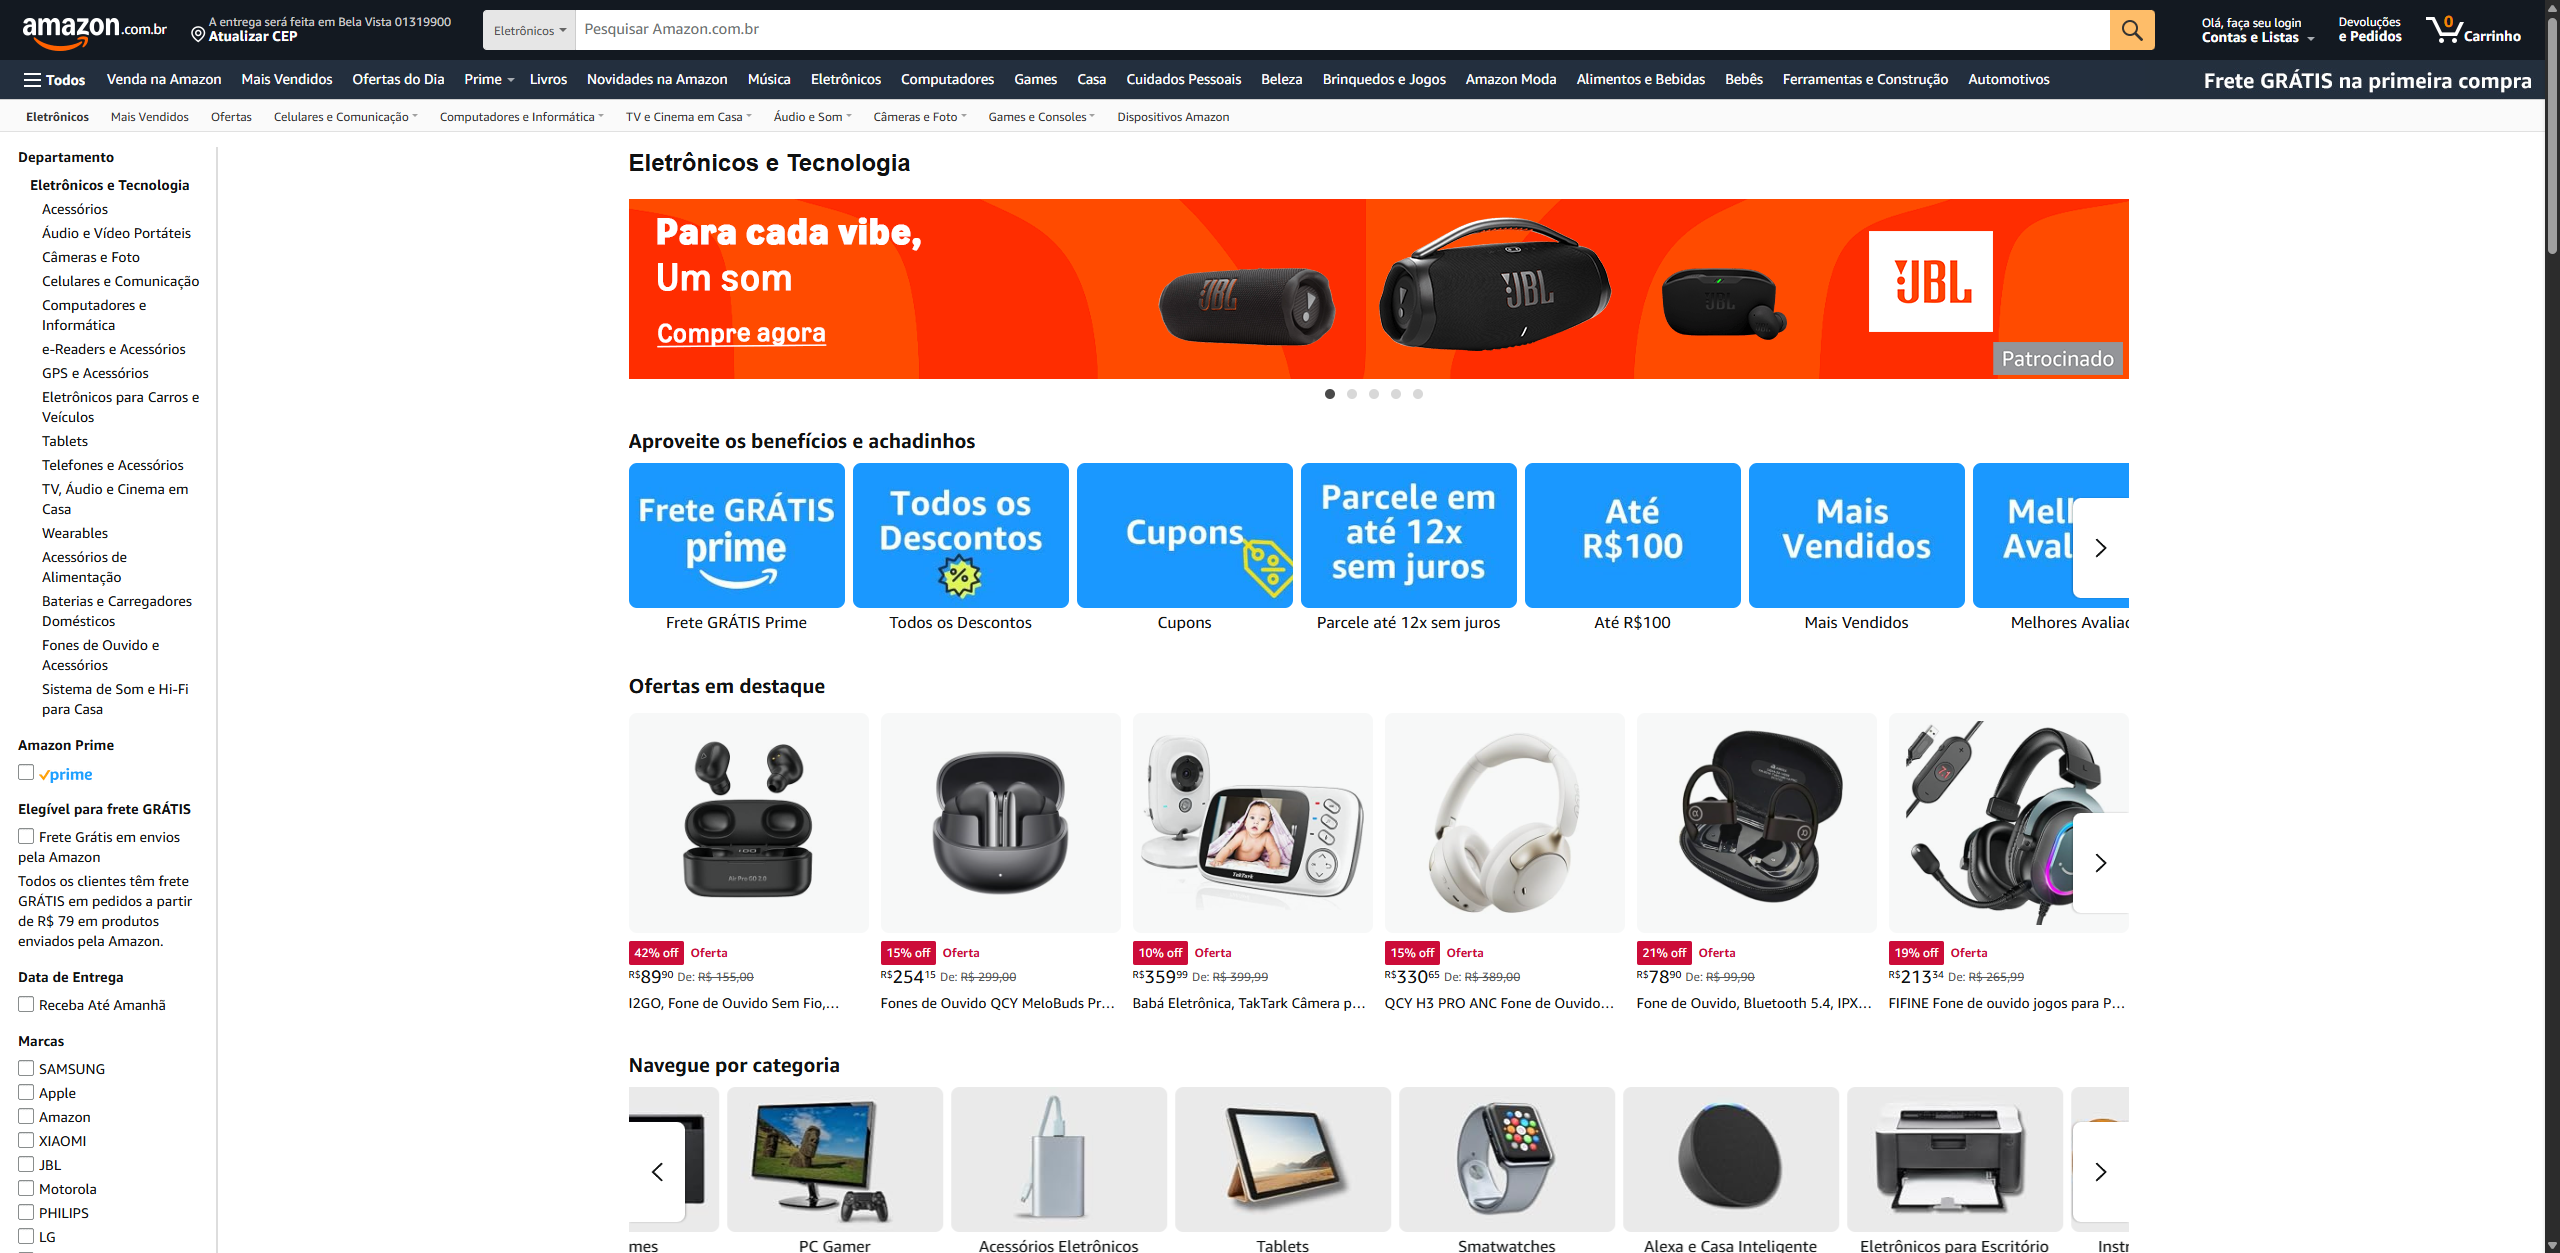 amazon.com.br
A entrega será feita em Bela Vista 01319900
Atualizar CEP
Eletrônicos
Pesquisar Amazon.com.br
Olá, faça seu login
Contas e Listas
Devoluções
e Pedidos
0
Carrinho
Todos
Venda na Amazon
Mais Vendidos
Ofertas do Dia
Prime
Livros
Novidades na Amazon
Música
Eletrônicos
Computadores
Games
Casa
Cuidados Pessoais
Beleza
Brinquedos e Jogos
Amazon Moda
Alimentos e Bebidas
Bebês
Ferramentas e Construção
Automotivos
Frete GRÁTIS na primeira compra
Eletrônicos
Mais Vendidos
Ofertas
Celulares e Comunicação
Computadores e Informática
TV e Cinema em Casa
Áudio e Som
Câmeras e Foto
Games e Consoles
Dispositivos Amazon
Departamento
Eletrônicos e Tecnologia
Acessórios
Áudio e Vídeo Portáteis
Câmeras e Foto
Celulares e Comunicação
Computadores e
Informática
e-Readers e Acessórios
GPS e Acessórios
Eletrônicos para Carros e
Veículos
Tablets
Telefones e Acessórios
TV, Áudio e Cinema em
Casa
Wearables
Acessórios de
Alimentação
Baterias e Carregadores
Domésticos
Fones de Ouvido e
Acessórios
Sistema de Som e Hi-Fi
para Casa
Amazon Prime
prime
Elegível para frete GRÁTIS
Frete Grátis em envios
pela Amazon
Todos os clientes têm frete
GRÁTIS em pedidos a partir
de R$ 79 em produtos
enviados pela Amazon.
Data de Entrega
Receba Até Amanhã
Marcas
SAMSUNG
Apple
Amazon
XIAOMI
JBL
Motorola
PHILIPS
LG
Eletrônicos e Tecnologia
Para cada vibe,
Um som
Compre agora
JBL
JBL
JBL
JBL
Patrocinado
Aproveite os benefícios e achadinhos
Frete GRÁTIS
prime
Todos os
Descontos
%
Cupons
%
Parcele em
até 12x
sem juros
Até
R$100
Mais
Vendidos
Mel
Aval
Frete GRÁTIS Prime
Todos os Descontos
Cupons
Parcele até 12x sem juros
Até R$100
Mais Vendidos
Melhores Avaliac
Ofertas em destaque
Air Pro GO 2.0
TakTark
7.1
42% off Oferta
R$8990 De: R$ 155,00
I2GO, Fone de Ouvido Sem Fio,...
15% off Oferta
R$25415 De: R$ 299,00
Fones de Ouvido QCY MeloBuds Pr...
10% off Oferta
R$35999 De: R$ 399,99
Babá Eletrônica, TakTark Câmera p...
15% off Oferta
R$33065 De: R$ 389,00
QCY H3 PRO ANC Fone de Ouvido...
21% off Oferta
R$7890 De: R$ 99,90
Fone de Ouvido, Bluetooth 5.4, IPX...
19% off Oferta
R$21334 De: R$ 265,99
FIFINE Fone de ouvido jogos para P...
Navegue por categoria
mes
PC Gamer
Acessórios Eletrônicos
Tablets
Smatwatches
Alexa e Casa Inteligente
Eletrônicos para Escritório
Instr